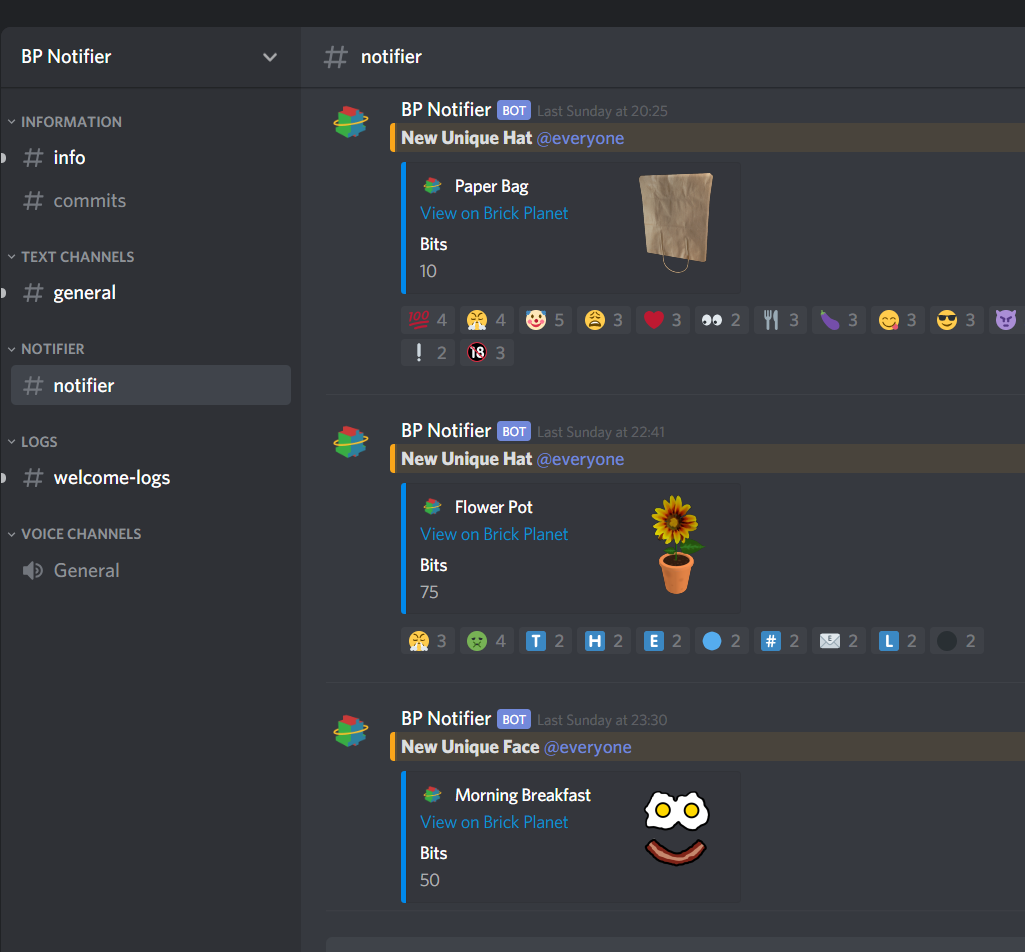 BP Notifier
# notifier
INFORMATION
# info
# commits
TEXT CHANNELS
# general
NOTIFIER
# notifier
LOGS
# welcome-logs
VOICE CHANNELS
General
BP Notifier BOT Last Sunday at 20:25
New Unique Hat @everyone
Paper Bag
View on Brick Planet
Bits
10
100 4 4 5 3 3 2 3 3 3 3
2 18 3
BP Notifier BOT Last Sunday at 22:41
New Unique Hat @everyone
Flower Pot
View on Brick Planet
Bits
75
3 4 T 2 H 2 E 2 2 # 2 E 2 L 2 2
BP Notifier BOT Last Sunday at 23:30
New Unique Face @everyone
Morning Breakfast
View on Brick Planet
Bits
50